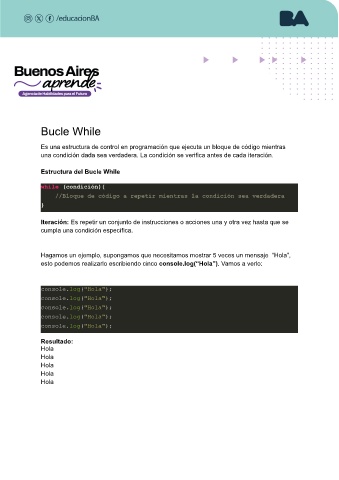 /educacionBA
BA
Buenos Aires
aprende
Agencia de Habilidades para el Futuro
Bucle While
Es una estructura de control en programación que ejecuta un bloque de código mientras
una condición dada sea verdadera. La condición se verifica antes de cada iteración.
Estructura del Bucle While
while (condición){
//Bloque de código a repetir mientras la condición sea verdadera
}
Iteración: Es repetir un conjunto de instrucciones o acciones una y otra vez hasta que se
cumpla una condición específica.
Hagamos un ejemplo, supongamos que necesitamos mostrar 5 veces un mensaje "Hola",
esto podemos realizarlo escribiendo cinco console.log("Hola"). Vamos a verlo:
console.log("Hola");
console.log("Hola");
console.log("Hola");
console.log("Hola");
console.log("Hola");
Resultado:
Hola
Hola
Hola
Hola
Hola